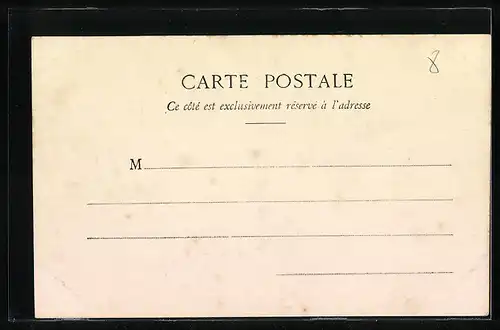 8
CARTE POSTALE
Ce côté est exclusivement réservé à l'adresse
M